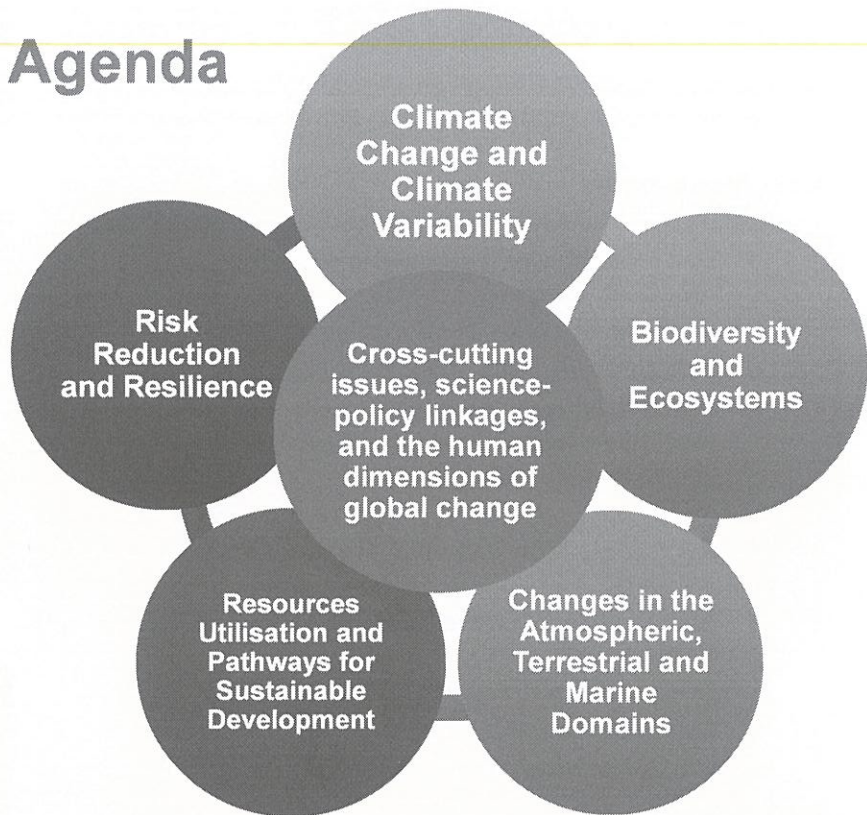 Agenda
Climate
Change and
Climate
Variability
Risk
Reduction
and Resilience
Cross-cutting
issues, science-
policy linkages,
and the human
dimensions of
global change
Biodiversity
and
Ecosystems
Resources
Utilisation and
Pathways for
Sustainable
Development
Changes in the
Atmospheric,
Terrestrial and
Marine
Domains